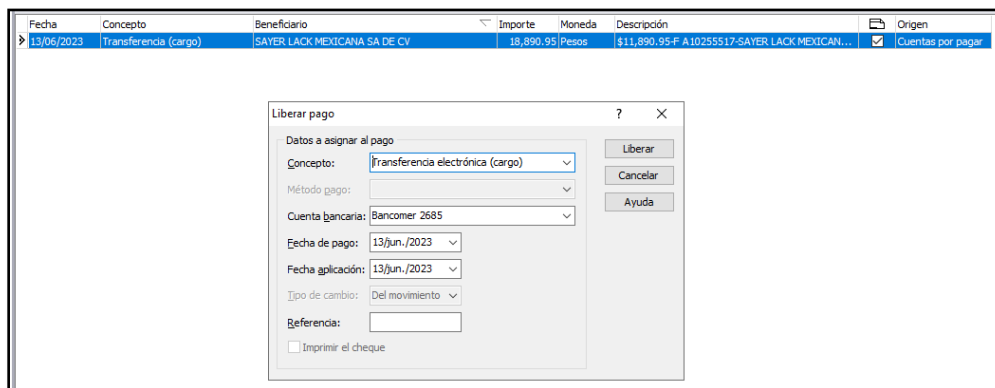 Fecha Concepto Beneficiario Importe Moneda Descripción Origen
13/06/2023 Transferencia (cargo) SAYER LACK MEXICANA SA DE CV 18,890.95 Pesos $11,890.95-F A10255517-SAYER LACK MEXICAN... Cuentas por pagar
Liberar pago ? X
Datos a asignar al pago
Liberar
Concepto: Transferencia electrónica (cargo)
Cancelar
Método pago:
Ayuda
Cuenta bancaria: Bancomer 2685
Fecha de pago: 13/jun./2023
Fecha aplicación: 13/jun./2023
Tipo de cambio: Del movimiento
Referencia:
Imprimir el cheque